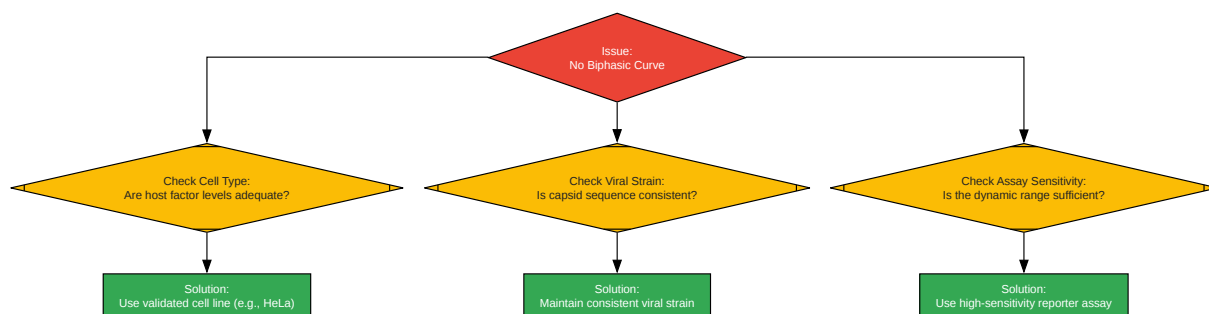 Issue:
No Biphasic Curve
Check Cell Type:
Are host factor levels adequate?
Check Viral Strain:
Is capsid sequence consistent?
Check Assay Sensitivity:
Is the dynamic range sufficient?
Solution:
Use validated cell line (e.g., HeLa)
Solution:
Maintain consistent viral strain
Solution:
Use high-sensitivity reporter assay